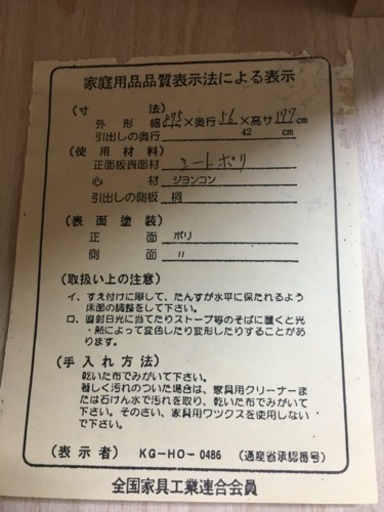 家庭用品品質表示法による表示
(寸法)
外形 幅 ×奥行56×高サ177cm
引出しの奥行 42 cm
(使用材料)
正面板表面材 シートポリ
心材 ジョンコン
引出しの側板 桐
(表面塗装)
正面 ポリ
側面 〃
(取扱い上の注意)
イ、すえ付けに際して、たんすが水平に保たれるよう
床面の調整をして下さい。
ロ、直射日光に当てたりストーブ等のそばに置くと光
・熱によって変色したり変形したりすることがあ
ります。
(手入れ方法)
乾いた布でみがいて下さい。
著しく汚れのついた場合は、家具用クリーナーま
たは石けん水で汚れを取り、乾いた布でみがいて下
さい。そのさい、家具用ワックスを使用しない
で下さい。
(表示者) KG-HO-0486 (通産省承認番号)
全国家具工業連合会員